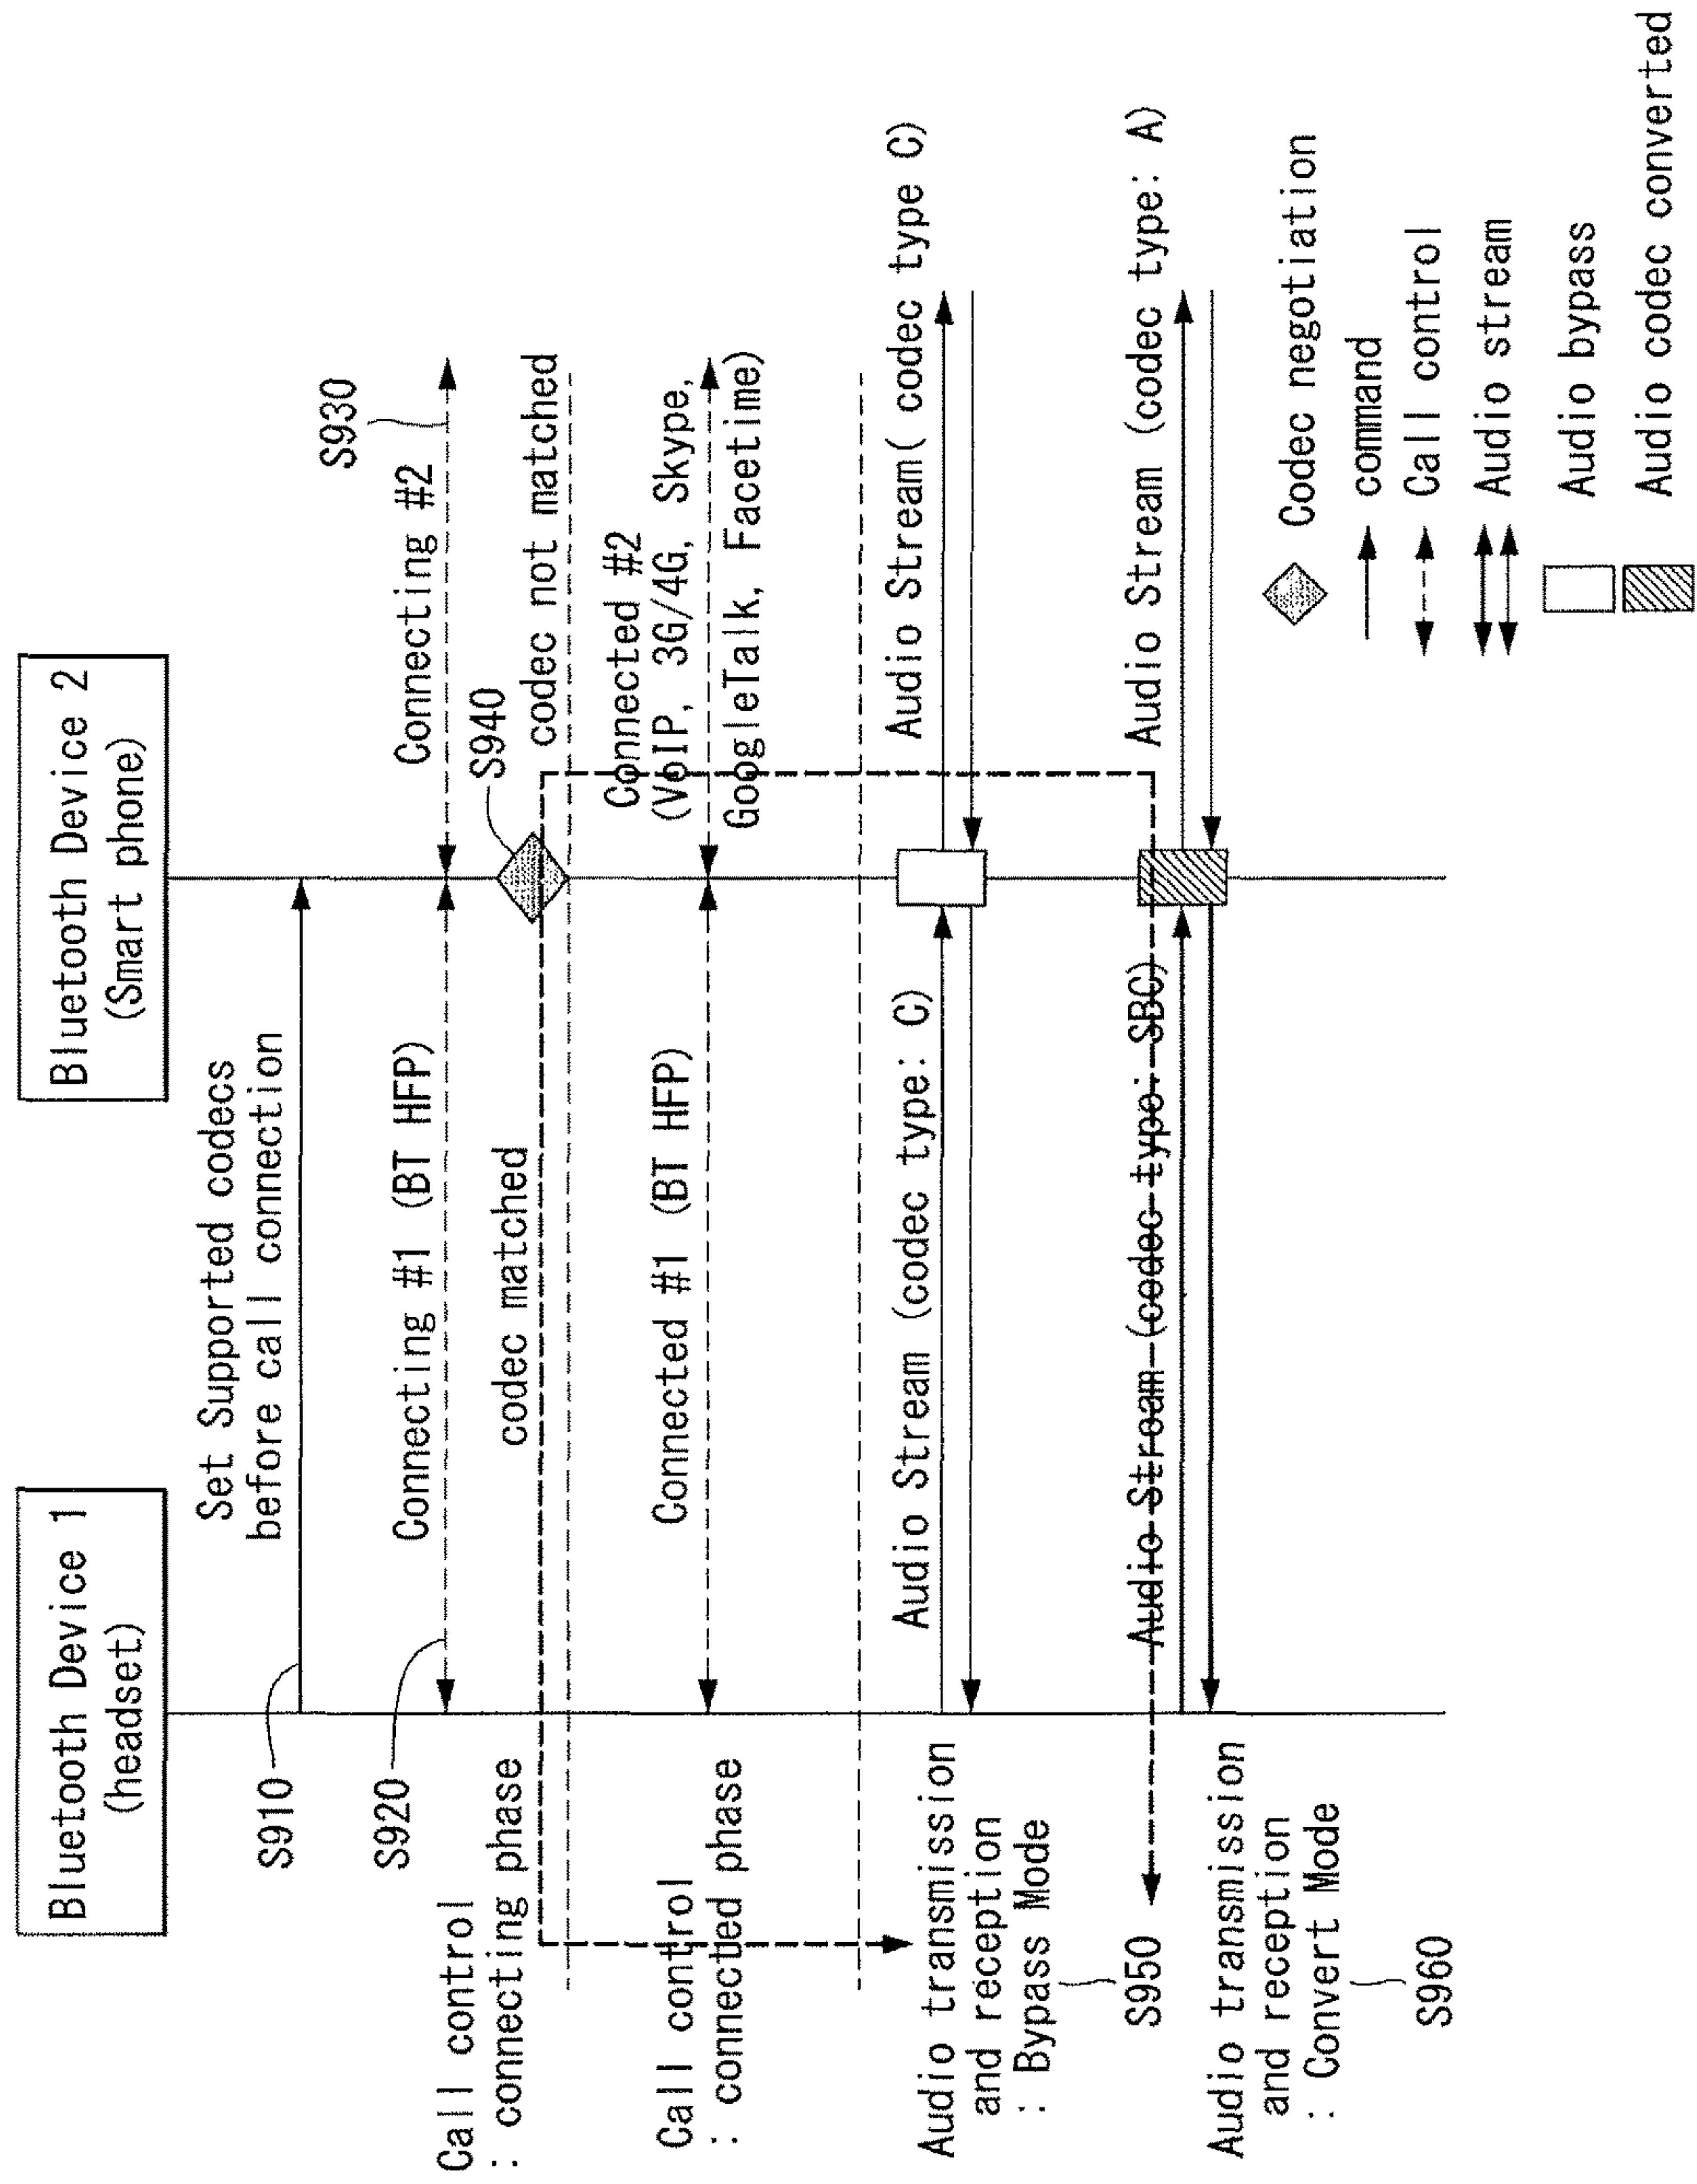 Bluetooth Device 1
(headset)
Bluetooth Device 2
(Smart phone)
S910
Set Supported codecs
before call connection
S920
Connecting #1 (BT HFP)
Connecting #2
S930
Call control
: connecting phase
codec matched
S940
codec not matched
Call control
: connected phase
Connected #1 (BT HFP)
Connected #2
(VoIP, 3G/4G, Skype,
GoogleTalk, Facetime)
Audio transmission
and reception
: Bypass Mode
S950
Audio Stream (codec type: C)
Audio Stream( codec type C)
Audio transmission
and reception
: Convert Mode
S960
Audio Stream (codec type: SBC)
Audio Stream (codec type: A)
Codec negotiation
command
Call control
Audio stream
Audio bypass
Audio codec converted